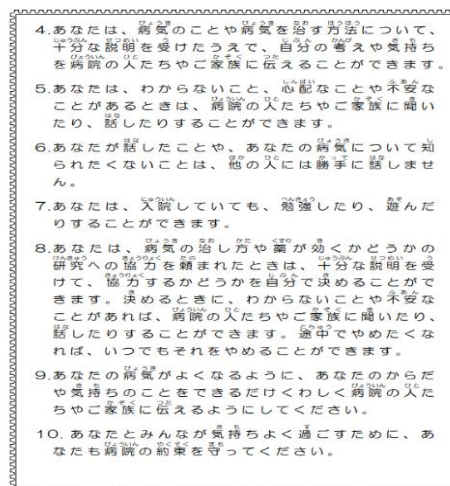 4.あなたは、病気のことや病気を治す方法について、
十分な説明を受けたうえで、自分の考えや気持ち
を病院の人たちやご家族に伝えることができます。
5.あなたは、わからないこと、心配なことや不安な
ことがあるときは、病院の人たちやご家族に聞い
たり、話したりすることができます。
6.あなたが話したことや、あなたの病気について知
られたくないことは、他の人には勝手に話しませ
ん。
7.あなたは、入院していても、勉強したり、遊んだ
りすることができます。
8.あなたは、病気の治し方や薬が効くかどうかの
研究への協力を頼まれたときは、十分な説明を受
けて、協力するかどうかを自分で決めることがで
きます。決めるときに、わからないことや不安な
ことがあれば、病院の人たちやご家族に聞いたり、
話したりすることができます。途中でやめたくな
れば、いつでもそれをやめることができます。
9.あなたの病気がよくなるように、あなたのからだ
や気持ちのことをできるだけくわしく病院の人た
ちやご家族に伝えるようにしてください。
10.あなたとみんなが気持ちよく過ごすために、あ
なたも病院の約束を守ってください。